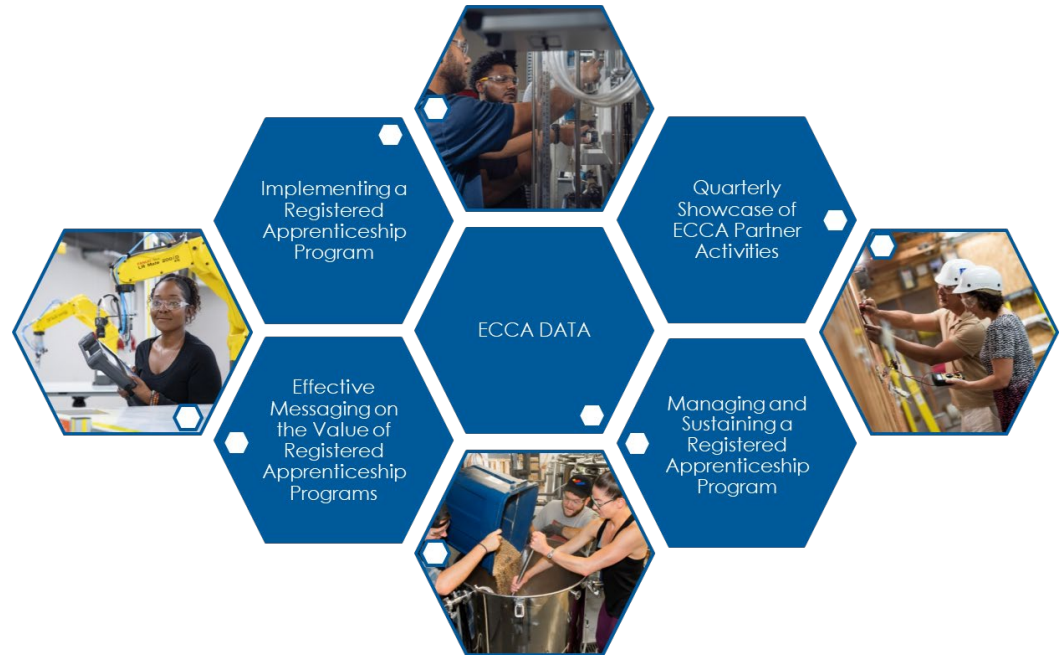 Implementing a
Registered
Apprenticeship
Program
Quarterly
Showcase of
ECCA Partner
Activities
ECCA DATA
Effective
Messaging on
the Value of
Registered
Apprenticeship
Programs
Managing and
Sustaining a
Registered
Apprenticeship
Program